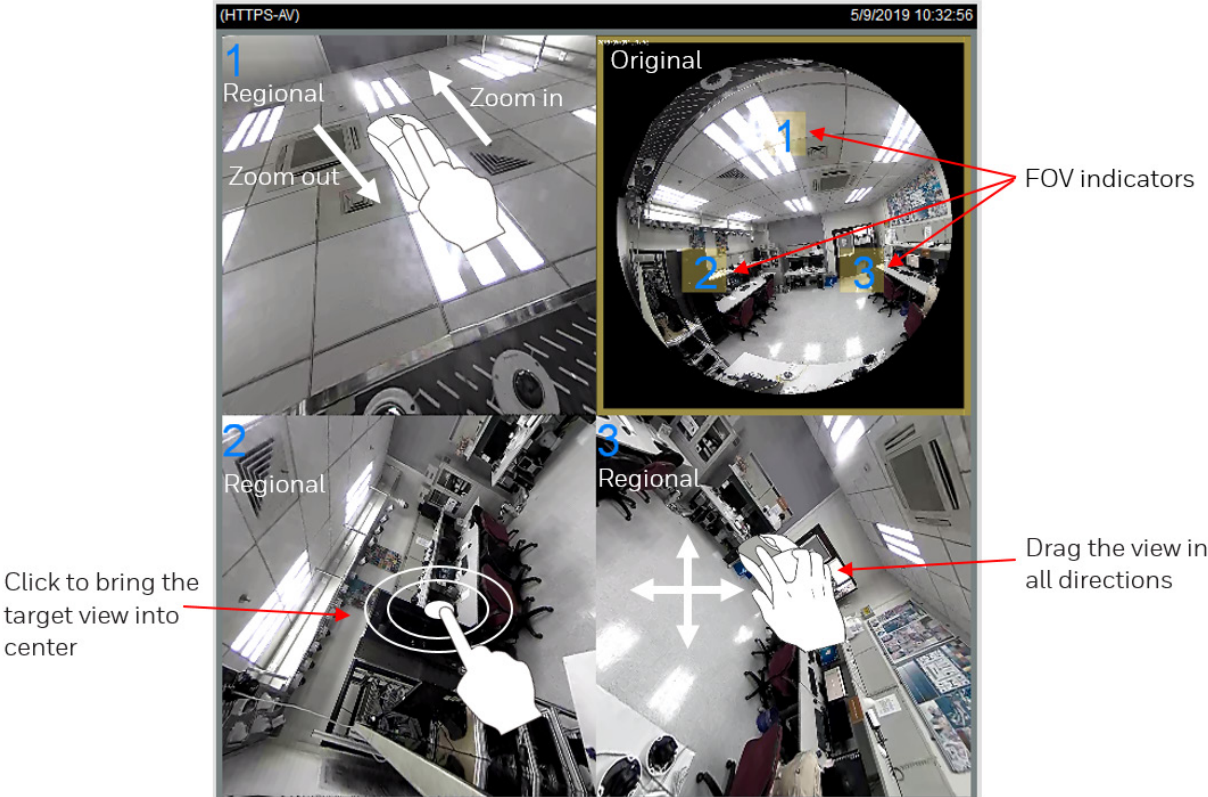 (HTTPS-AV) 5/9/2019 10:32:56
1
Regional
Zoom in
Zoom out
Original
1
2
3
FOV indicators
2
Regional
3
Regional
Click to bring the
target view into
center
Drag the view in
all directions